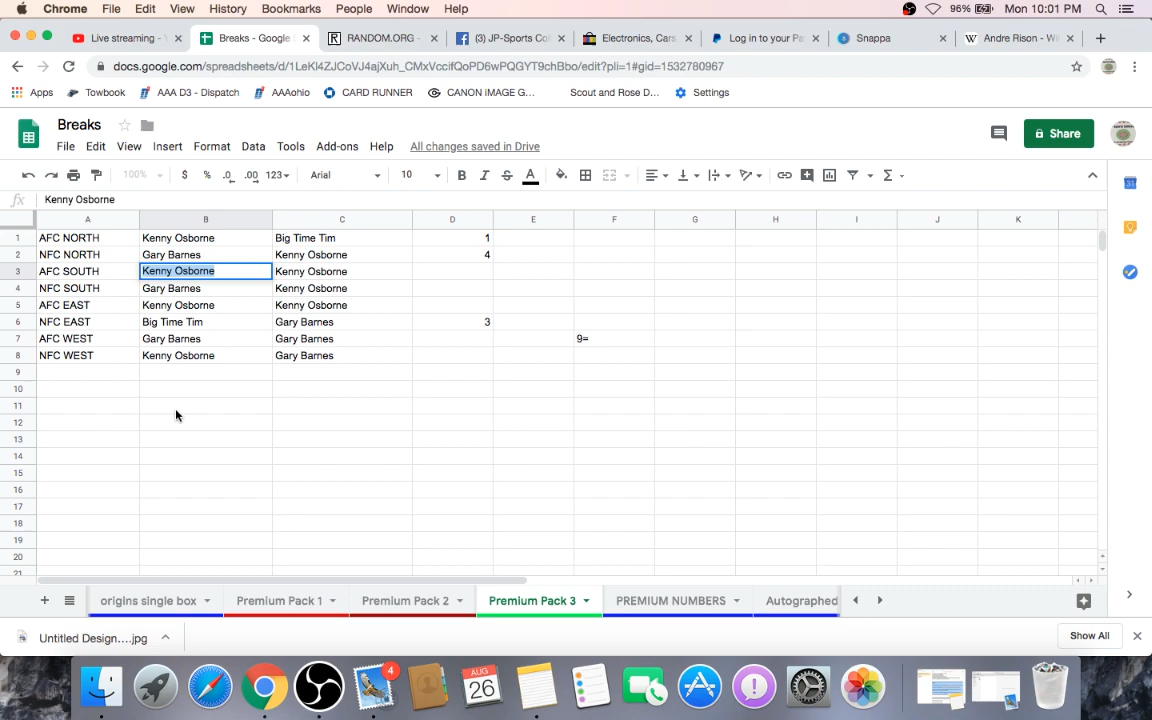 Chrome File Edit View History Bookmarks People Window Help 96% Mon 10:01 PM
Live streaming - Breaks - Google RANDOM.ORG - (3) JP-Sports Co Electronics, Cars, Log in to your Pa Snappa Andre Rison - Wi
docs.google.com/spreadsheets/d/1LeKl4ZJCoVJ4ajXuh_CMxVccifQoPD6wPQGYT9chBbo/edit?pli=1#gid=1532780967
Apps Towbook AAA D3 - Dispatch AAAohio CARD RUNNER CANON iMAGE G... Scout and Rose D... Settings
Breaks
File Edit View Insert Format Data Tools Add-ons Help All changes saved in Drive
Share
100% $ % .0 .00 123 Arial 10 B I S A
fx Kenny Osborne
A B C D E F G H I J K
1 AFC NORTH Kenny Osborne Big Time Tim 1
2 NFC NORTH Gary Barnes Kenny Osborne 4
3 AFC SOUTH Kenny Osborne Kenny Osborne
4 NFC SOUTH Gary Barnes Kenny Osborne
5 AFC EAST Kenny Osborne Kenny Osborne
6 NFC EAST Big Time Tim Gary Barnes 3
7 AFC WEST Gary Barnes Gary Barnes 9=
8 NFC WEST Kenny Osborne Gary Barnes
9
10
11
12
13
14
15
16
17
18
19
20
21
origins single box Premium Pack 1 Premium Pack 2 Premium Pack 3 PREMIUM NUMBERS Autographed
Untitled Design....jpg Show All
4
AUG
26